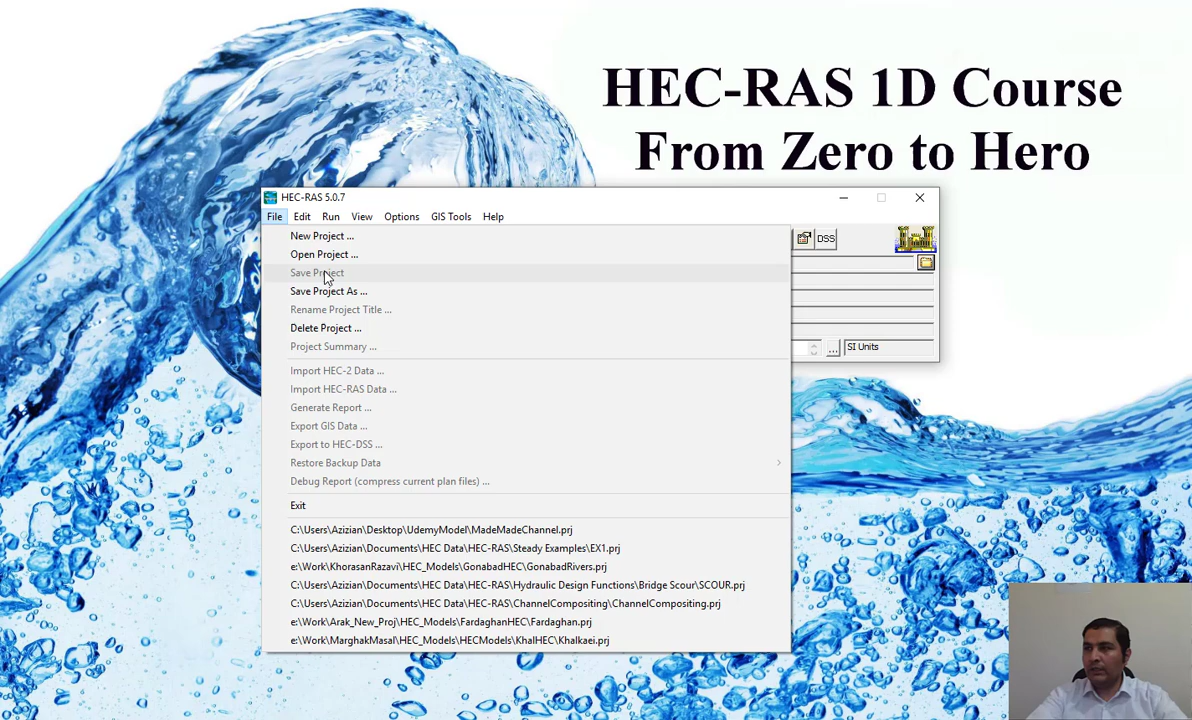 HEC-RAS 1D Course
From Zero to Hero
HEC-RAS 5.0.7
File Edit Run View Options GIS Tools Help
New Project ...
Open Project ...
Save Project
Save Project As ...
Rename Project Title ...
Delete Project ...
Project Summary ...
Import HEC-2 Data ...
Import HEC-RAS Data ...
Generate Report ...
Export GIS Data ...
Export to HEC-DSS ...
Restore Backup Data
Debug Report (compress current plan files) ...
Exit
C:\Users\Azizian\Desktop\UdemyModel\MadeMadeChannel.prj
C:\Users\Azizian\Documents\HEC Data\HEC-RAS\Steady Examples\EX1.prj
e:\Work\KhorasanRazavi\HEC_Models\GonabadHEC\GonabadRivers.prj
C:\Users\Azizian\Documents\HEC Data\HEC-RAS\Hydraulic Design Functions\Bridge Scour\SCOUR.prj
C:\Users\Azizian\Documents\HEC Data\HEC-RAS\ChannelCompositing\ChannelCompositing.prj
e:\Work\Arak_New_Proj\HEC_Models\FardaghanHEC\Fardaghan.prj
e:\Work\MarghakMasal\HEC_Models\HECModels\KhalHEC\Khalkaei.prj
DSS
... SI Units